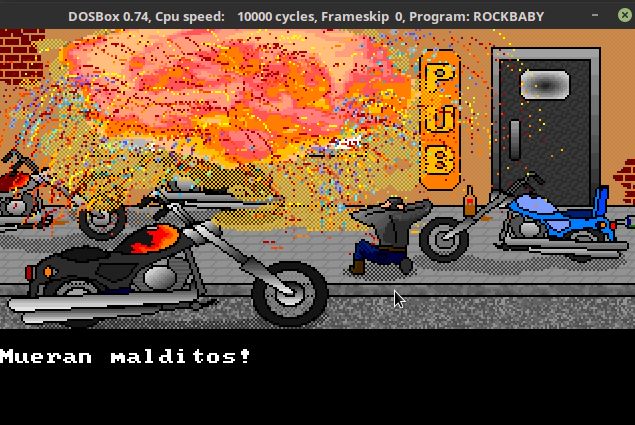 DOSBox 0.74, Cpu speed: 10000 cycles, Frameskip 0, Program: ROCKBABY
PUB
Mueran malditos!